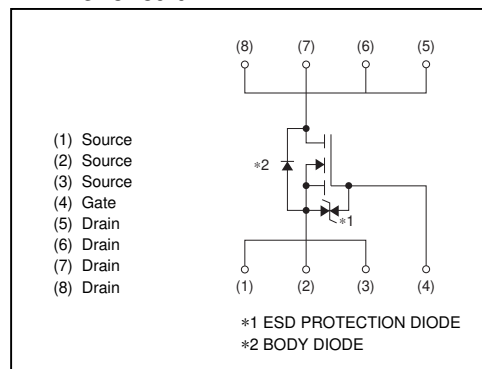 (8) (7) (6) (5)
(1) Source
(2) Source
(3) Source
(4) Gate
(5) Drain
(6) Drain
(7) Drain
(8) Drain
∗2
∗1
(1) (2) (3) (4)
∗1 ESD PROTECTION DIODE
∗2 BODY DIODE